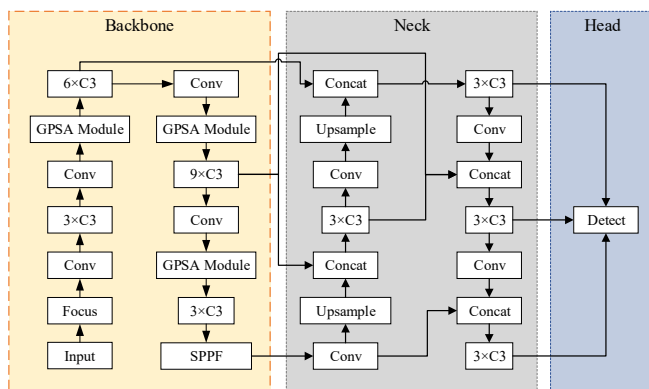 Backbone
Neck
Head
6×C3
GPSA Module
Conv
3×C3
Conv
Focus
Input
Conv
GPSA Module
9×C3
Conv
GPSA Module
3×C3
SPPF
Concat
Upsample
Conv
3×C3
Concat
Upsample
Conv
3×C3
Conv
Concat
3×C3
Conv
Concat
3×C3
Detect